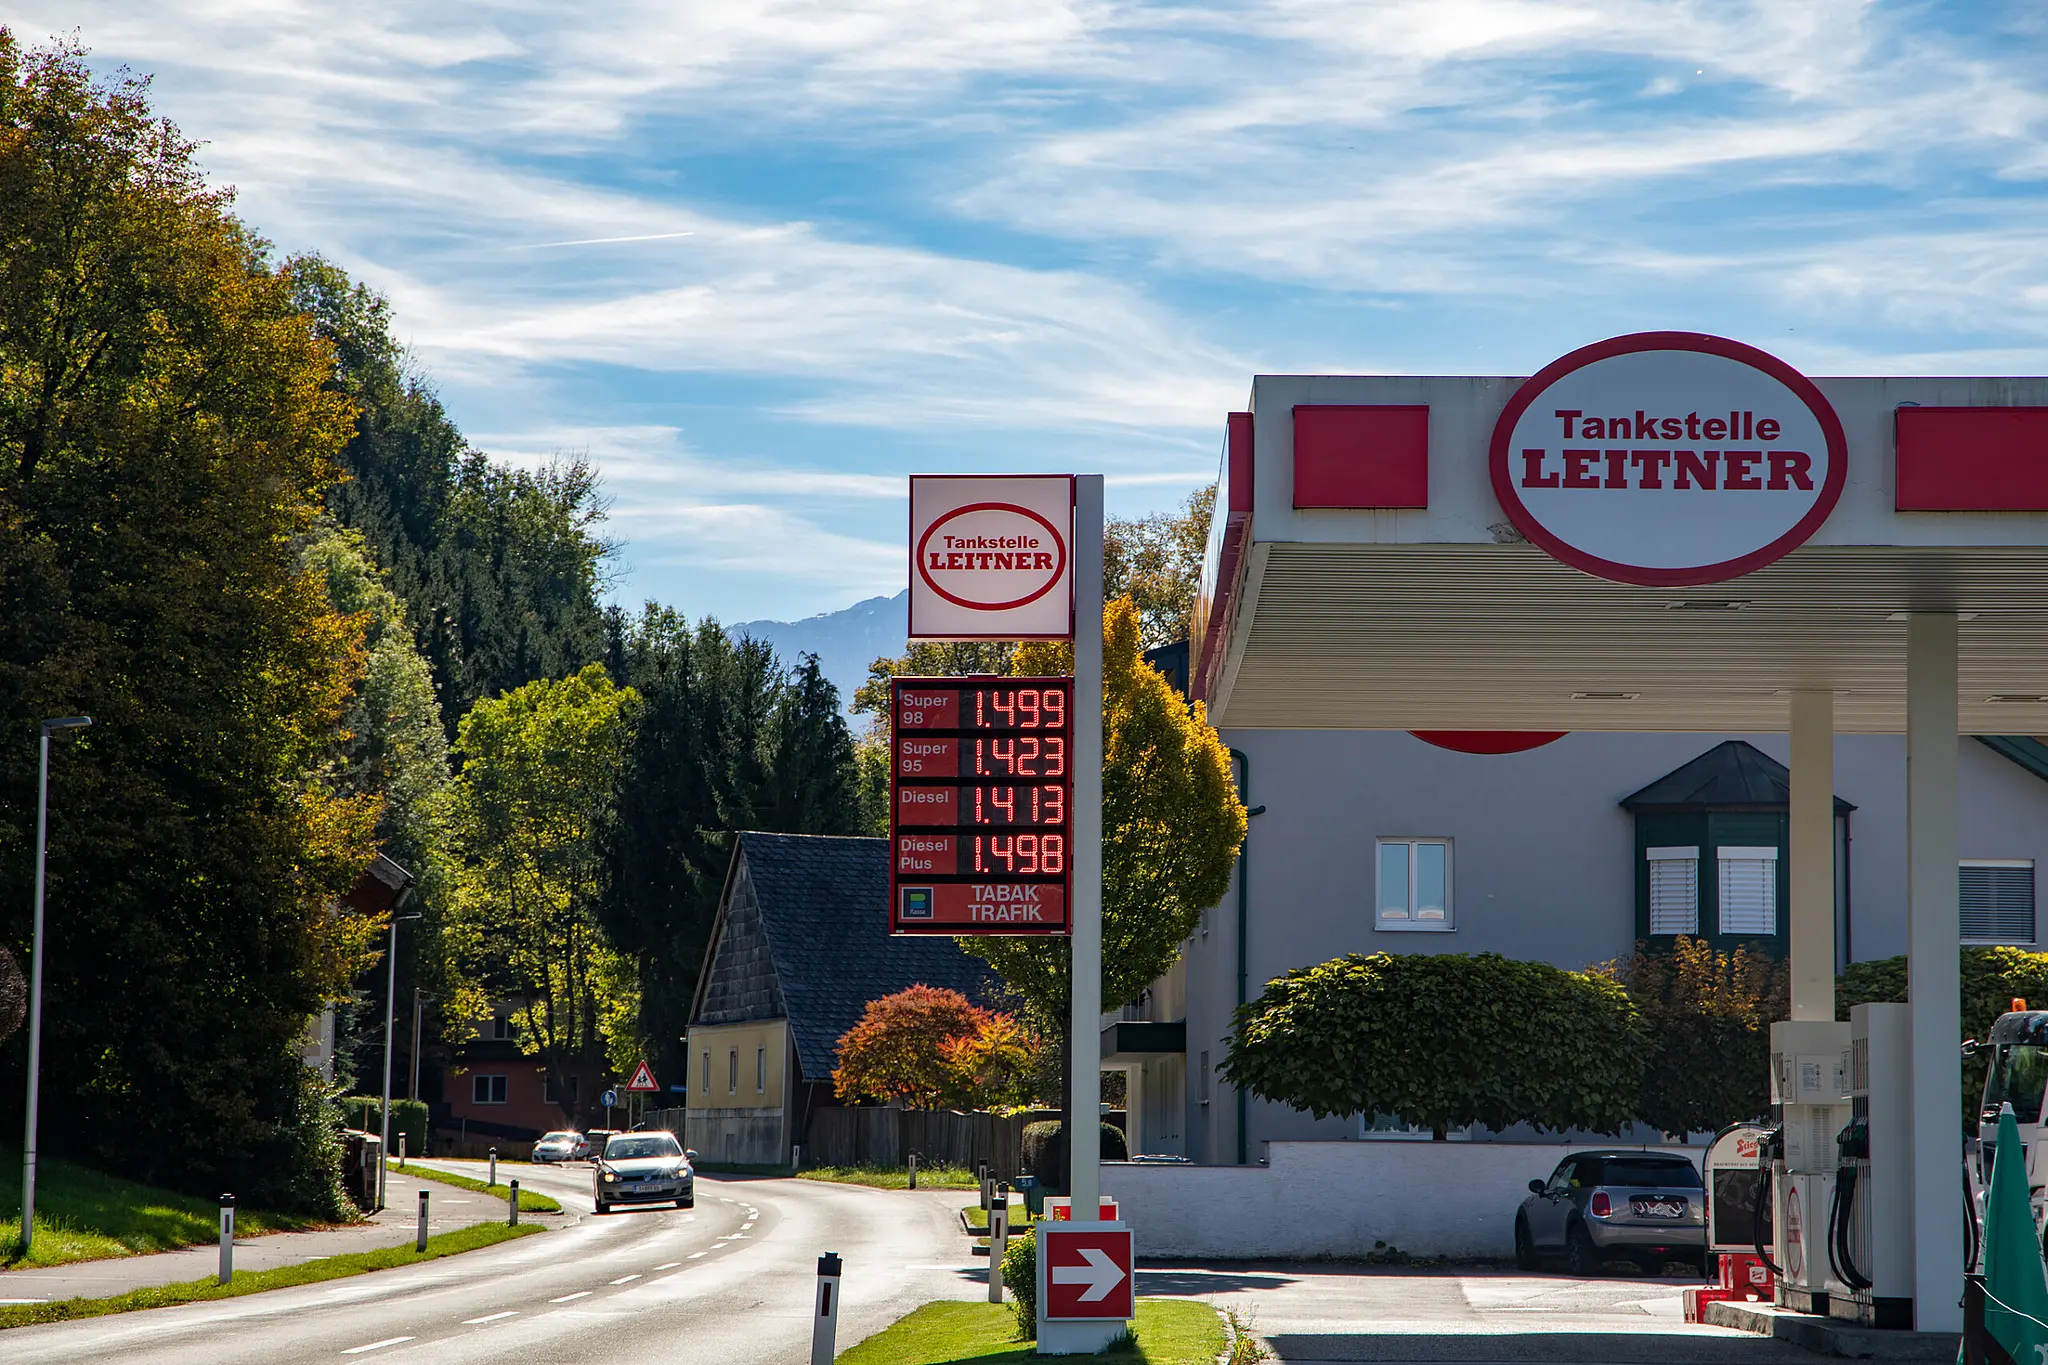 Tankstelle
LEITNER
Tankstelle
LEITNER
Super
98
1.499
Super
95
1.423
Diesel
1.413
Diesel
Plus
1.498
Kasse
TABAK
TRAFIK